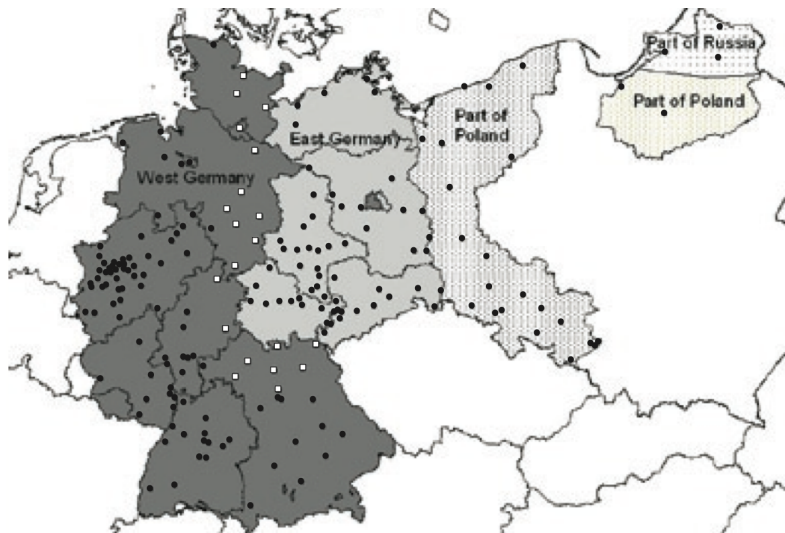 Part of Russia
Part of Poland
Part of
Poland
East Germany
West Germany